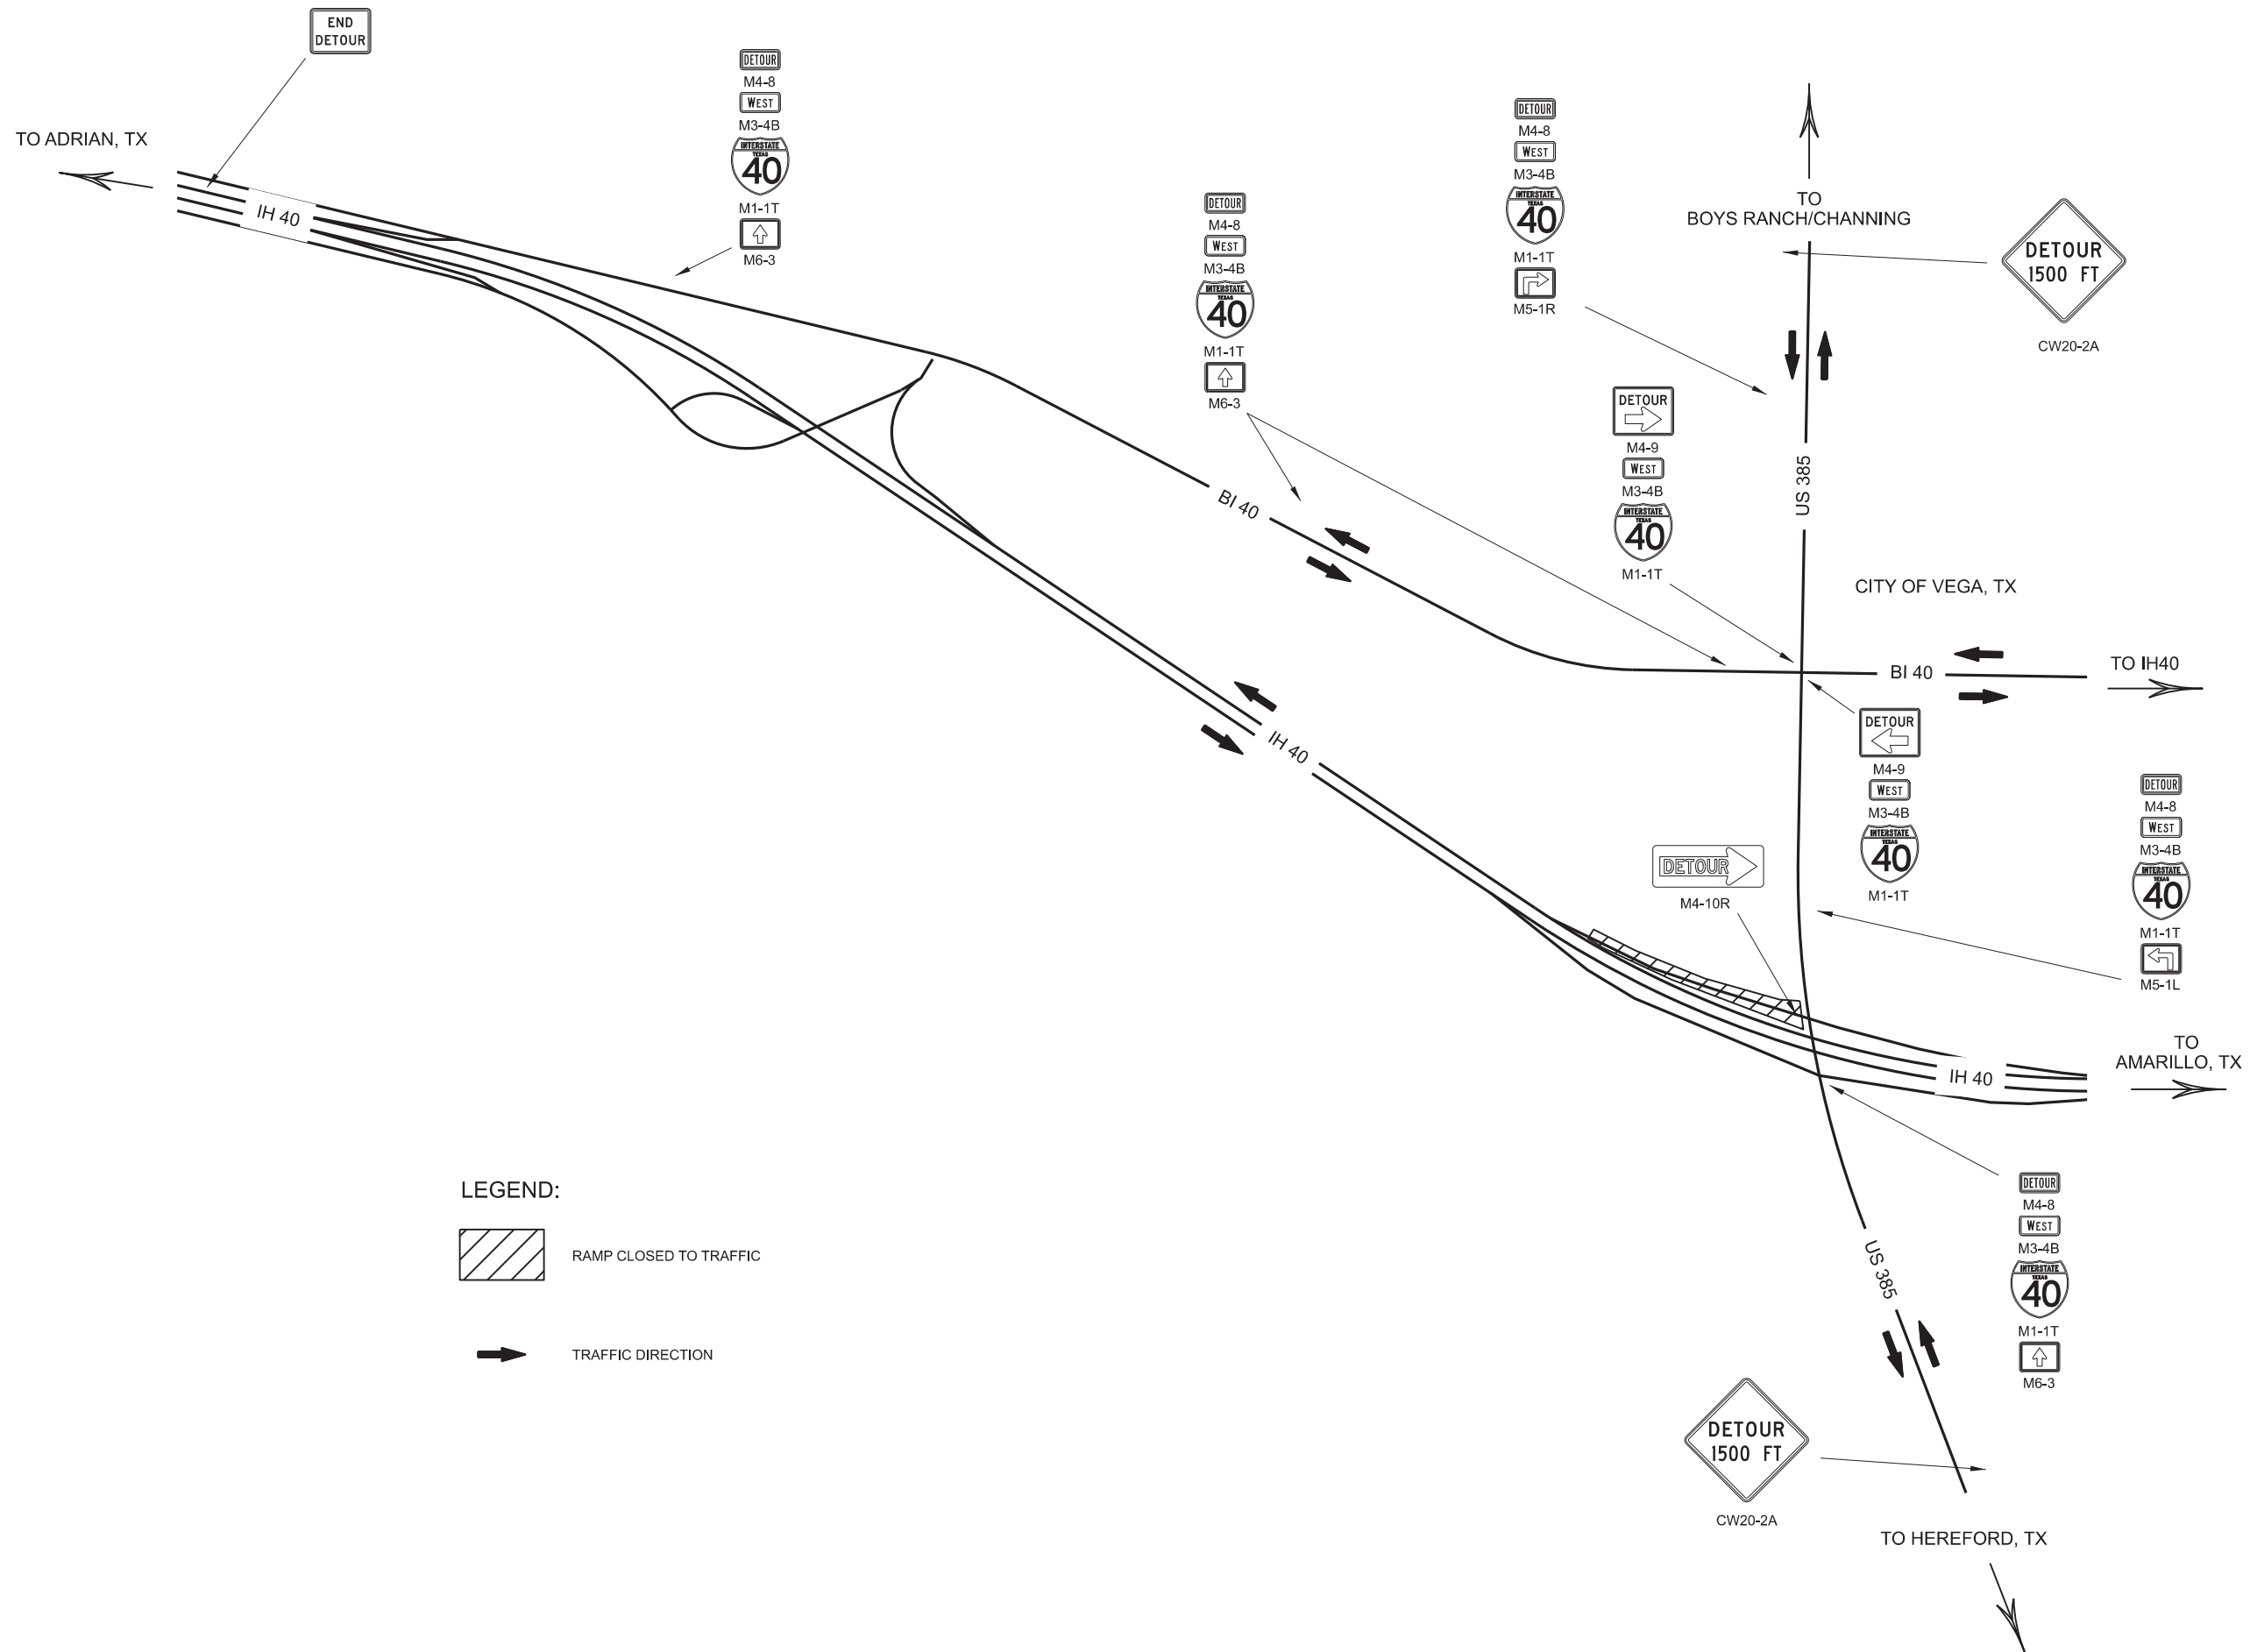 END
DETOUR
TO ADRIAN, TX
IH 40
DETOUR
M4-8
WEST
M3-4B
INTERSTATE
TEXAS
40
M1-1T
M6-3
DETOUR
M4-8
WEST
M3-4B
INTERSTATE
TEXAS
40
M1-1T
M6-3
DETOUR
M4-8
WEST
M3-4B
INTERSTATE
TEXAS
40
M1-1T
M5-1R
TO
BOYS RANCH/CHANNING
DETOUR
1500 FT
CW20-2A
DETOUR
M4-9
WEST
M3-4B
INTERSTATE
TEXAS
40
M1-1T
US 385
BI 40
CITY OF VEGA, TX
BI 40
TO IH40
IH 40
DETOUR
M4-9
WEST
M3-4B
INTERSTATE
TEXAS
40
M1-1T
DETOUR
M4-8
WEST
M3-4B
INTERSTATE
TEXAS
40
M1-1T
M5-1L
DETOUR
M4-10R
TO
AMARILLO, TX
IH 40
DETOUR
M4-8
WEST
M3-4B
INTERSTATE
TEXAS
40
M1-1T
M6-3
US 385
LEGEND:
RAMP CLOSED TO TRAFFIC
TRAFFIC DIRECTION
DETOUR
1500 FT
CW20-2A
TO HEREFORD, TX